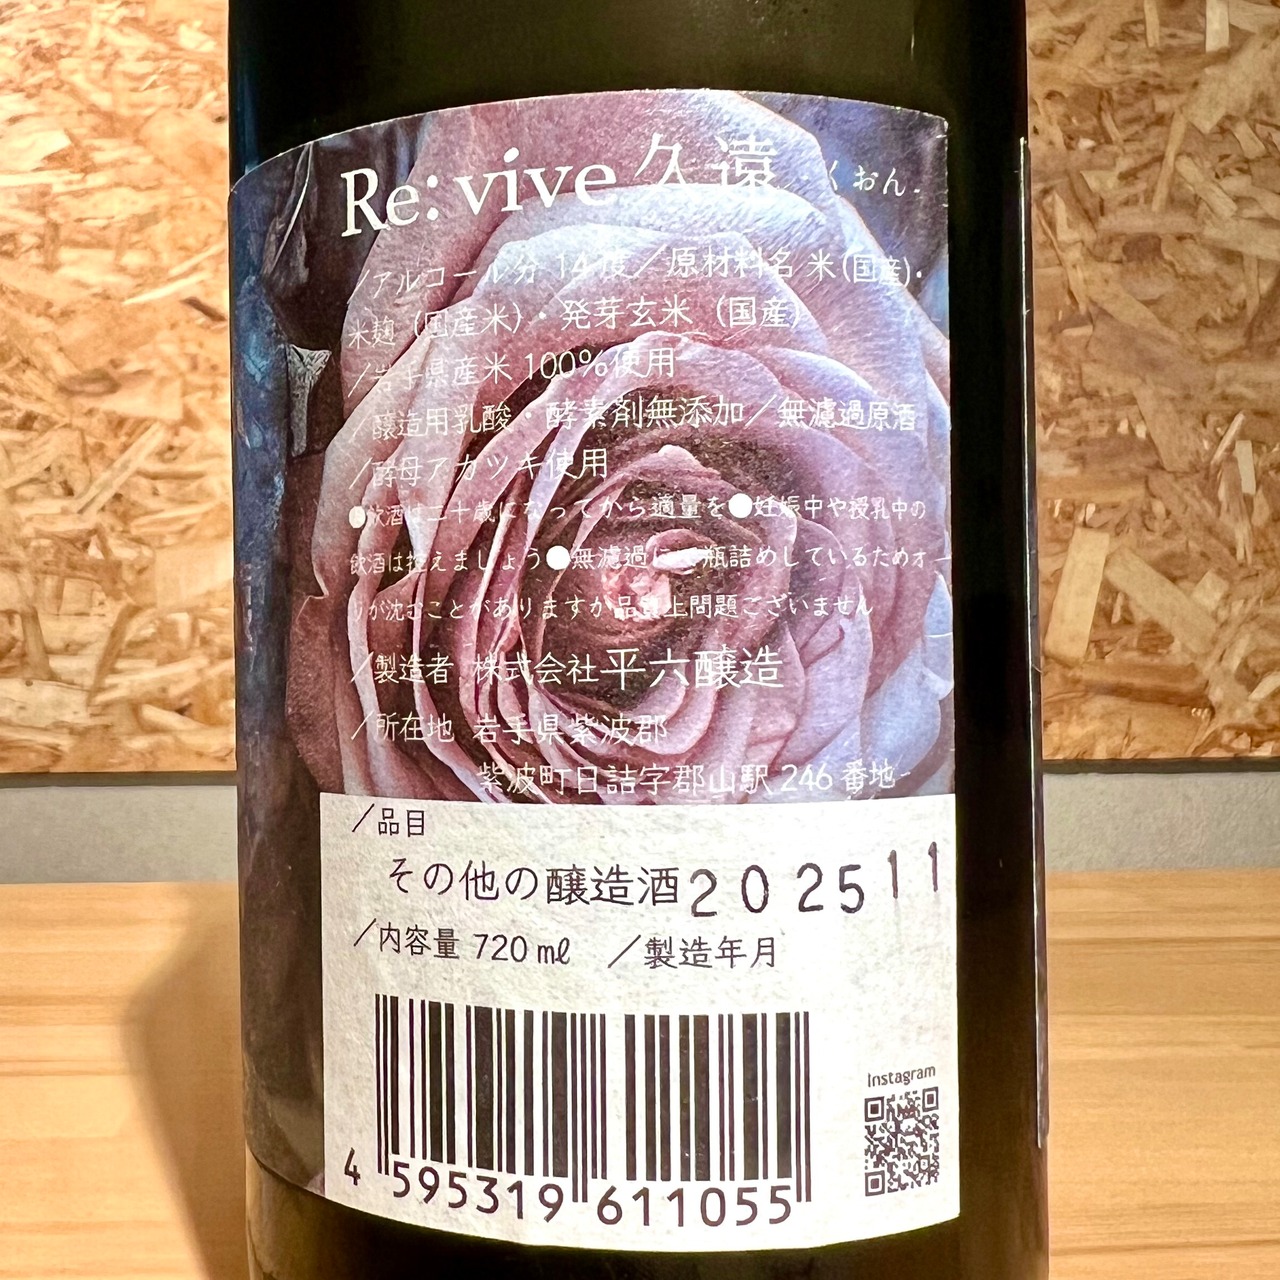 Re:vive 久遠 -くおん-
／アルコール分 14度／原材料名 米(国産)・
米麹 (国産米)・発芽玄米 (国産)
／岩手県産米 100%使用
／醸造用乳酸・酵素剤無添加／無濾過原酒
／酵母アカツキ使用
●飲酒は二十歳になってから適量を●妊娠中や授乳中の
飲酒は控えましょう●無濾過にて瓶詰めしているためオ
リが沈むことがありますが品質上問題ございません
／製造者 株式会社平六醸造
／所在地 岩手県紫波郡
紫波町日詰字郡山駅 246 番地
／品目
その他の醸造酒 2025 11
／内容量 720 ml ／製造年月
Instagram
4 595319 611055